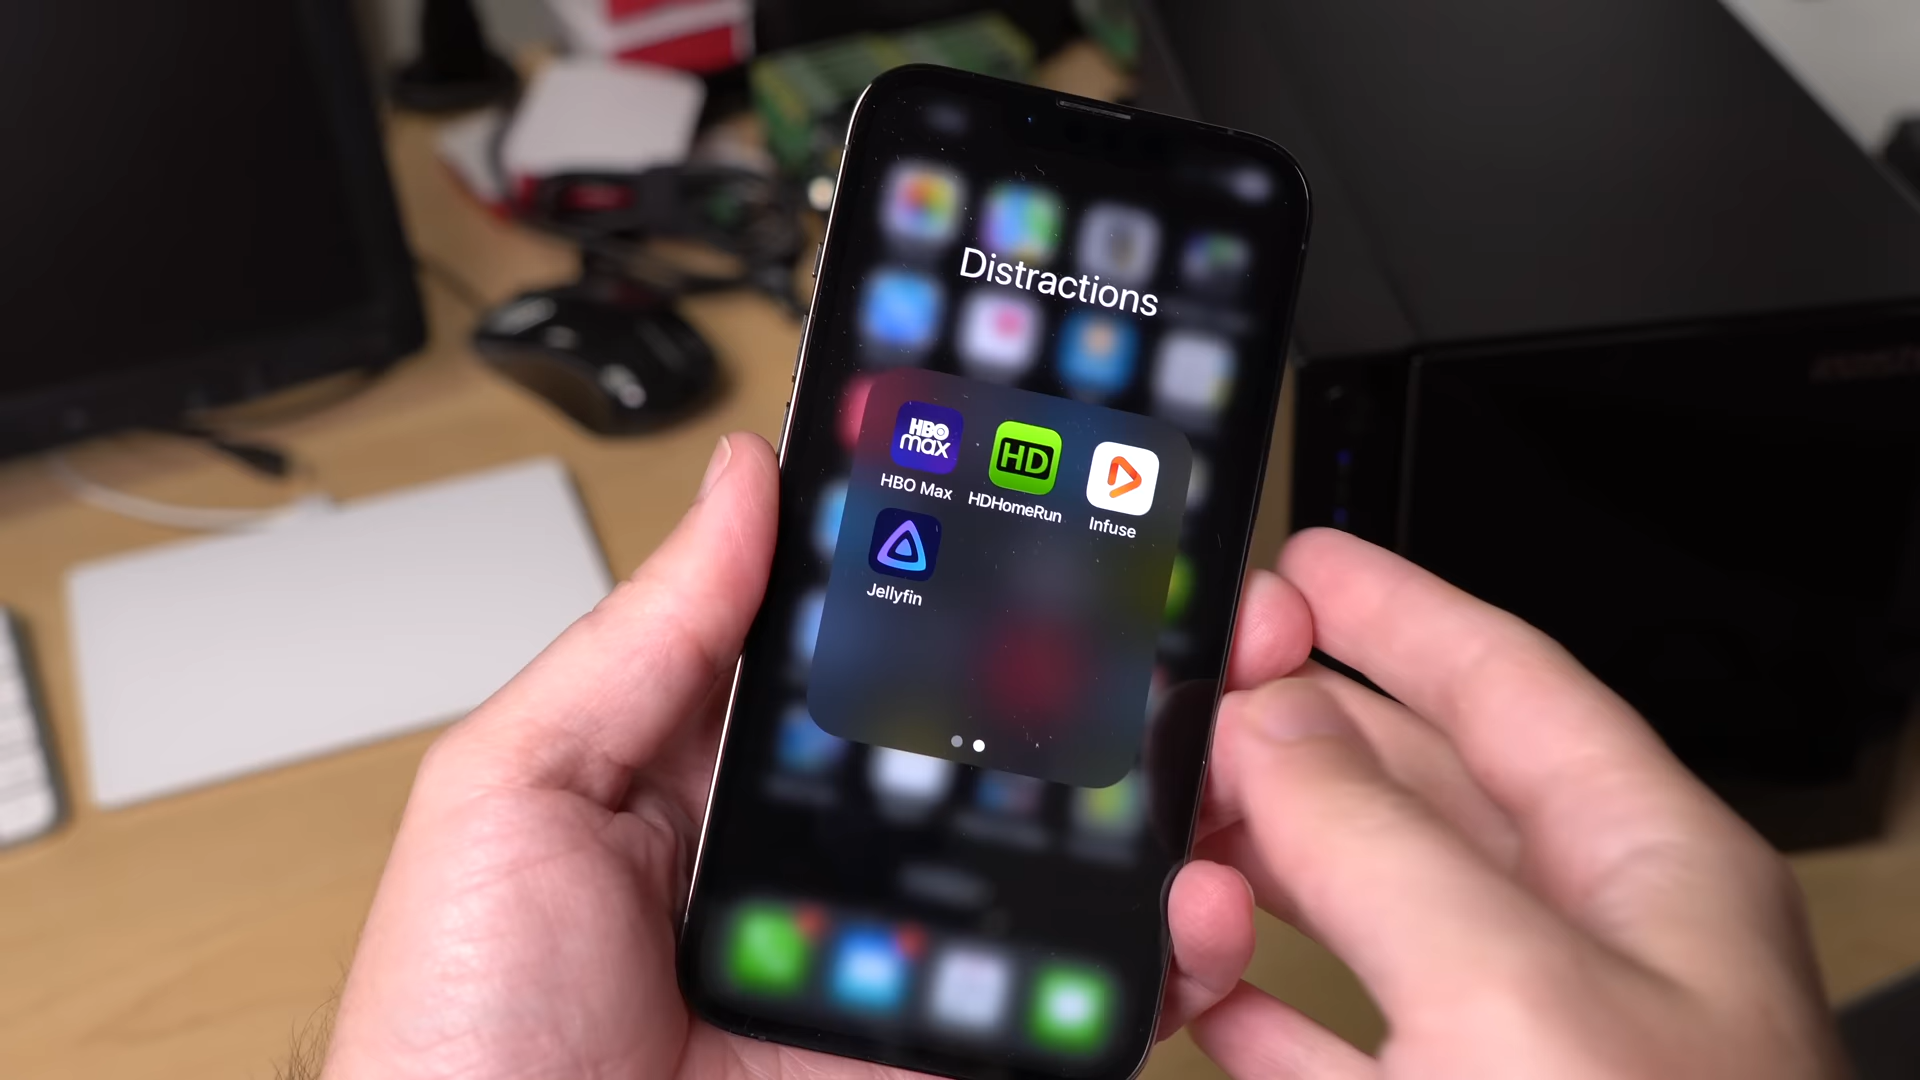 Distractions
HBO
max
HD
HBO Max
HDHomeRun
Infuse
Jellyfin